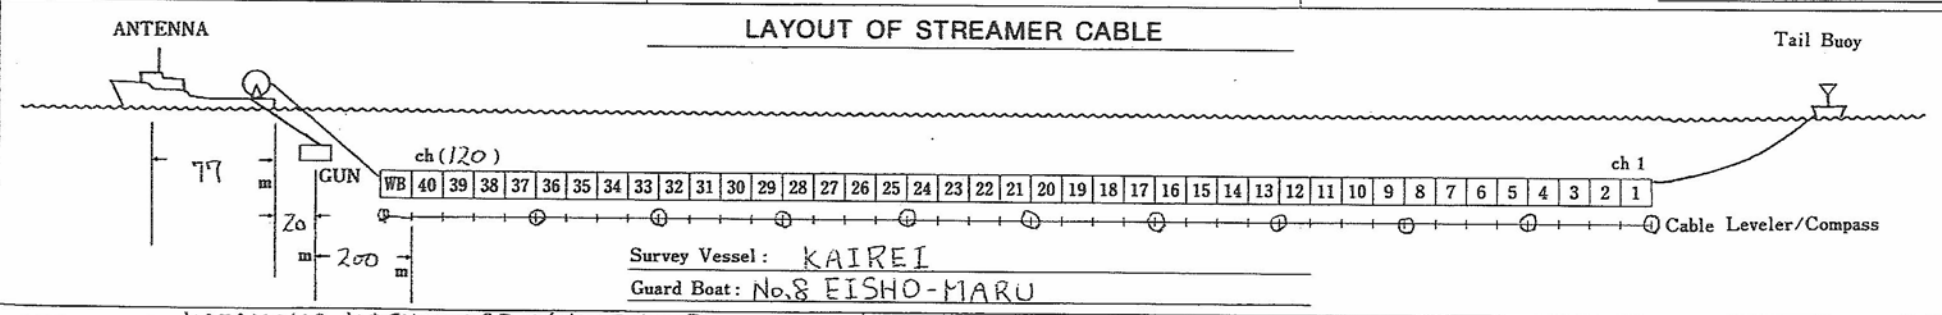 LAYOUT OF STREAMER CABLE
ANTENNA
Tail Buoy
ch (120)
ch 1
77 m
GUN
WB 40 39 38 37 36 35 34 33 32 31 30 29 28 27 26 25 24 23 22 21 20 19 18 17 16 15 14 13 12 11 10 9 8 7 6 5 4 3 2 1
20 m
Cable Leveler/Compass
200 m
Survey Vessel : KAIREI
Guard Boat : No.8 EISHO-MARU